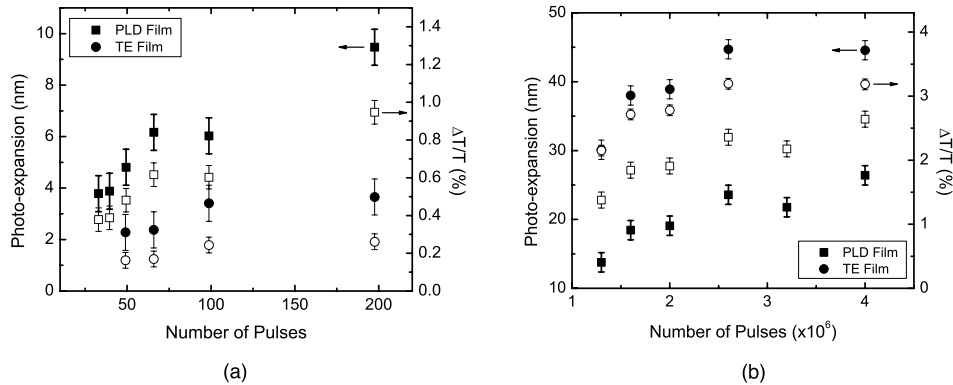 10
8
6
4
2
0
Photo-expansion (nm)
PLD Film
TE Film
1.4
1.2
1.0
0.8
0.6
0.4
0.2
0.0
ΔT/T (%)
50
100
150
200
Number of Pulses
(a)
60
50
40
30
20
10
Photo-expansion (nm)
PLD Film
TE Film
4
3
2
1
0
ΔT/T (%)
1
2
3
4
Number of Pulses (x10⁶)
(b)